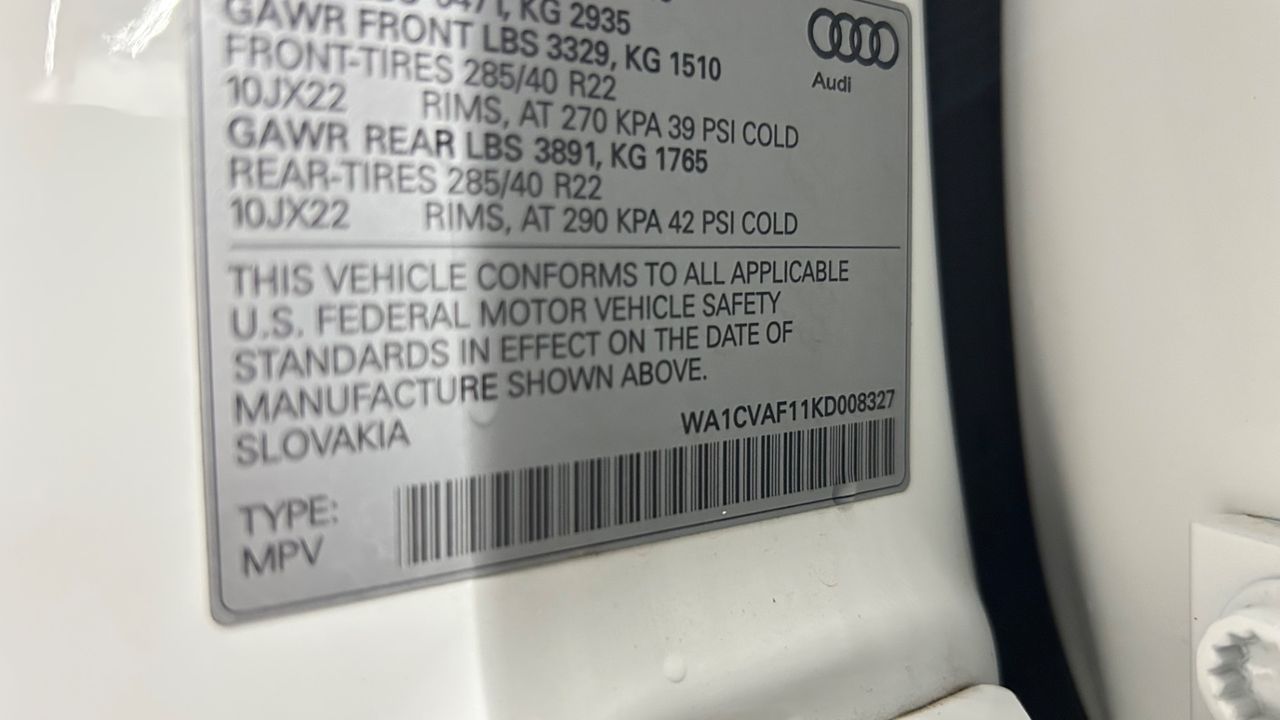 KG 2935
GAWR FRONT LBS 3329, KG 1510
FRONT-TIRES 285/40 R22
10JX22 RIMS, AT 270 KPA 39 PSI COLD
GAWR REAR LBS 3891, KG 1765
REAR-TIRES 285/40 R22
10JX22 RIMS, AT 290 KPA 42 PSI COLD
Audi
THIS VEHICLE CONFORMS TO ALL APPLICABLE
U.S. FEDERAL MOTOR VEHICLE SAFETY
STANDARDS IN EFFECT ON THE DATE OF
MANUFACTURE SHOWN ABOVE.
SLOVAKIA
WA1CVAF11KD008327
TYPE:
MPV